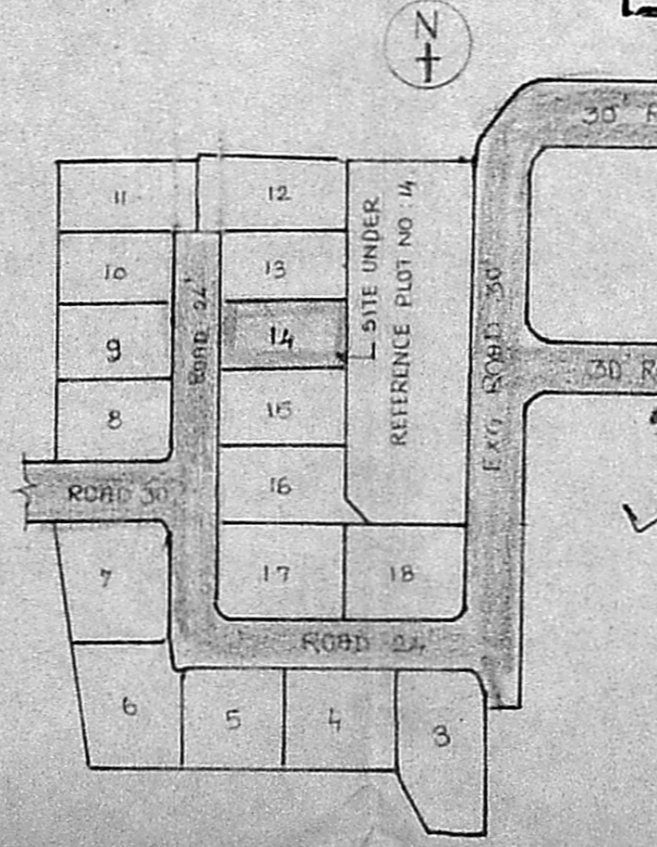 N
30' R
11
12
10
13
9
14
8
15
16
7
17
18
6
5
4
3
ROAD 24'
SITE UNDER
REFERENCE PLOT NO 14
EXG. ROAD 30'
30' R
ROAD 30'
ROAD 24'